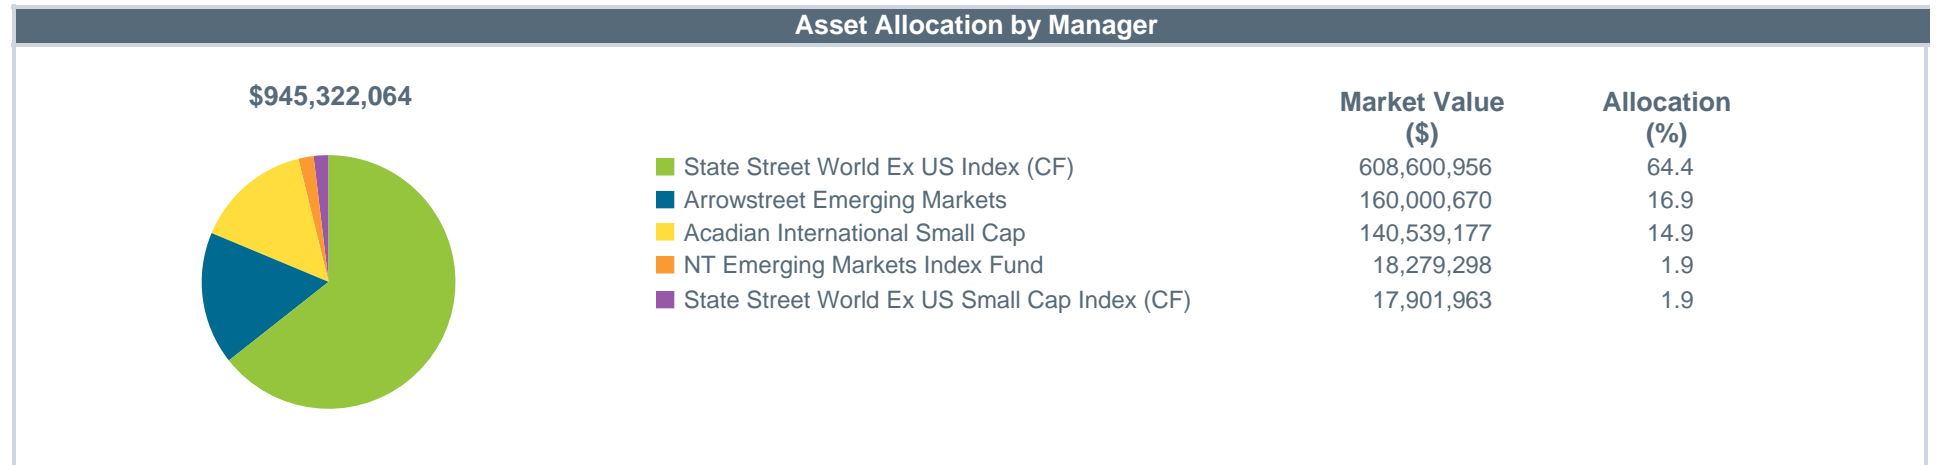 Asset Allocation by Manager
$945,322,064
Market Value Allocation
($) (%)
State Street World Ex US Index (CF) 608,600,956 64.4
Arrowstreet Emerging Markets 160,000,670 16.9
Acadian International Small Cap 140,539,177 14.9
NT Emerging Markets Index Fund 18,279,298 1.9
State Street World Ex US Small Cap Index (CF) 17,901,963 1.9